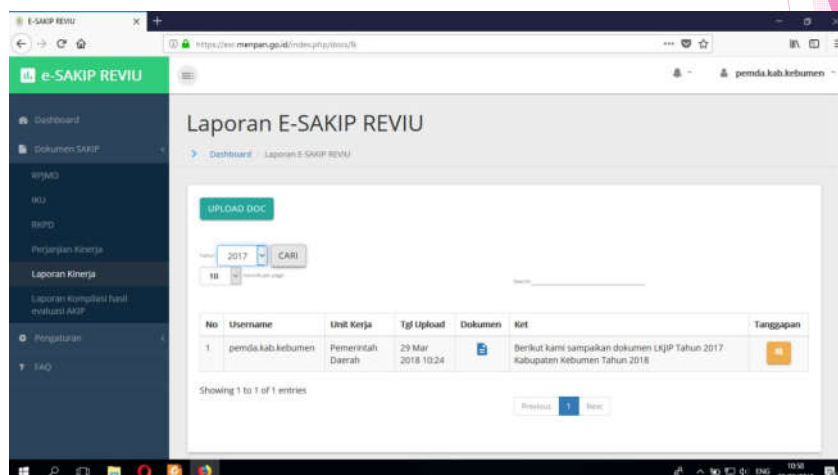 E-SAKIP REVIU
menpan.go.id/index.php/docs/
e-SAKIP REVIU
pemda.kab.kebumen
Dashboard
Dokumen SAKIP
RPJMD
IKU
RKPD
Perjanjian Kinerja
Laporan Kinerja
Laporan Kompilasi hasil
evaluasi AKIP
Pengaturan
FAQ
Laporan E-SAKIP REVIU
Dashboard / Laporan E-SAKIP REVIU
UPLOAD DOC
2017 CARI
10
No Username Unit Kerja Tgl Upload Dokumen Ket Tanggapan
1 pemda.kab.kebumen Pemerintah Daerah 29 Mar 2018 10:24 Berikut kami sampaikan dokumen LKJIP Tahun 2017 Kabupaten Kebumen Tahun 2018
Showing 1 to 1 of 1 entries
Previous 1 Next
ENG 10:58